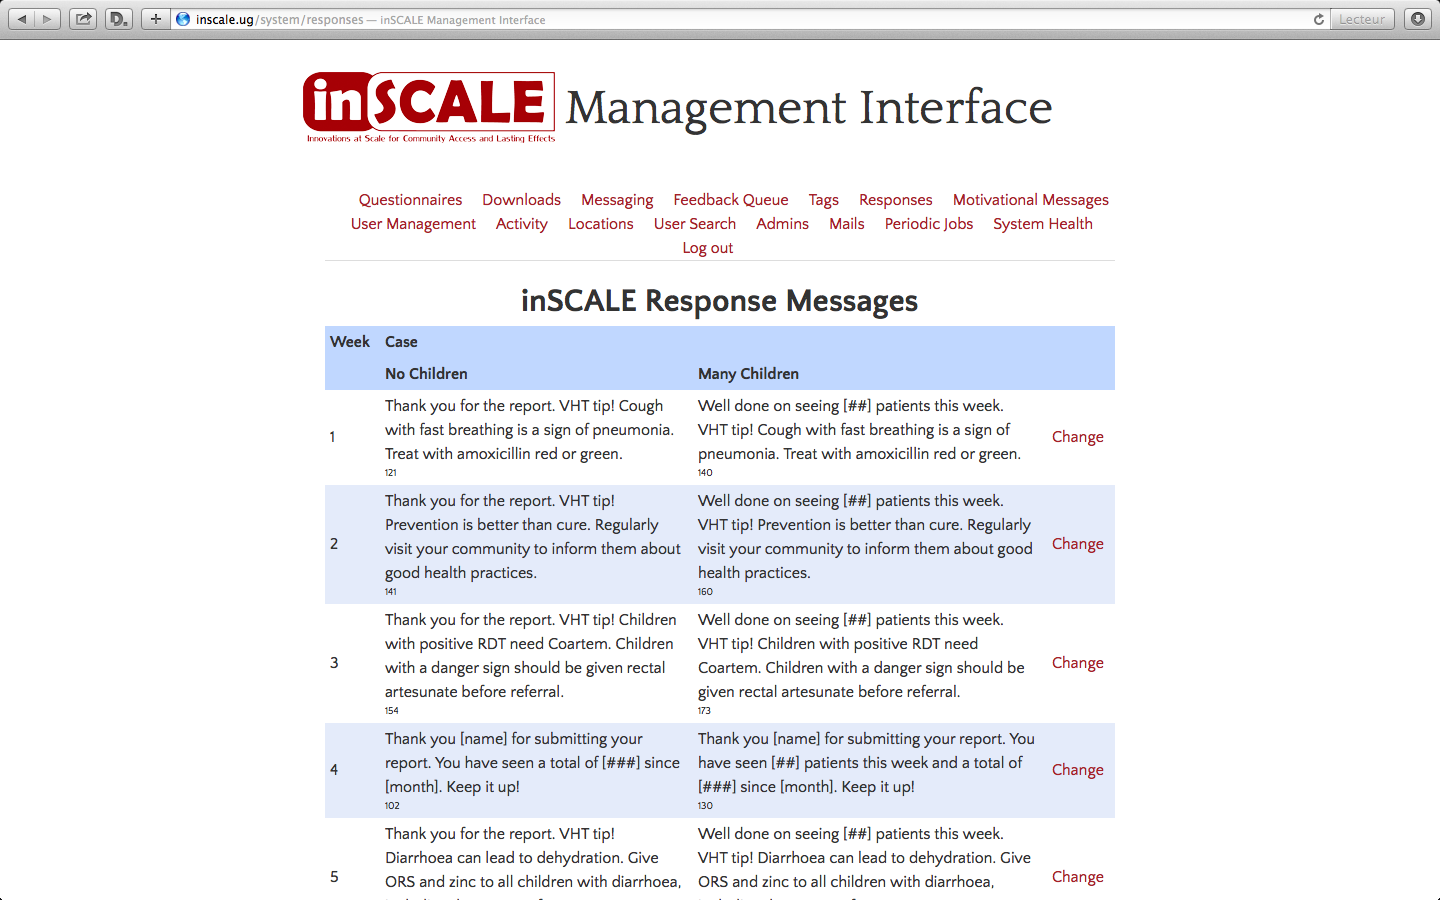 inscale.ug/system/responses — inSCALE Management Interface
Lecteur
inSCALE Management Interface
Innovations at Scale for Community Access and Lasting Effects
Questionnaires Downloads Messaging Feedback Queue Tags Responses Motivational Messages
User Management Activity Locations User Search Admins Mails Periodic Jobs System Health
Log out
inSCALE Response Messages
Week Case
No Children Many Children
1
Thank you for the report. VHT tip! Cough
with fast breathing is a sign of pneumonia.
Treat with amoxicillin red or green.
121
Well done on seeing [##] patients this week.
VHT tip! Cough with fast breathing is a sign of
pneumonia. Treat with amoxicillin red or green.
140
Change
2
Thank you for the report. VHT tip!
Prevention is better than cure. Regularly
visit your community to inform them about
good health practices.
141
Well done on seeing [##] patients this week.
VHT tip! Prevention is better than cure. Regularly
visit your community to inform them about good
health practices.
160
Change
3
Thank you for the report. VHT tip! Children
with positive RDT need Coartem. Children
with a danger sign should be given rectal
artesunate before referral.
154
Well done on seeing [##] patients this week.
VHT tip! Children with positive RDT need
Coartem. Children with a danger sign should be
given rectal artesunate before referral.
173
Change
4
Thank you [name] for submitting your
report. You have seen a total of [###] since
[month]. Keep it up!
102
Thank you [name] for submitting your report. You
have seen [##] patients this week and a total of
[###] since [month]. Keep it up!
130
Change
5
Thank you for the report. VHT tip!
Diarrhoea can lead to dehydration. Give
ORS and zinc to all children with diarrhoea,
Well done on seeing [##] patients this week.
VHT tip! Diarrhoea can lead to dehydration. Give
ORS and zinc to all children with diarrhoea,
Change